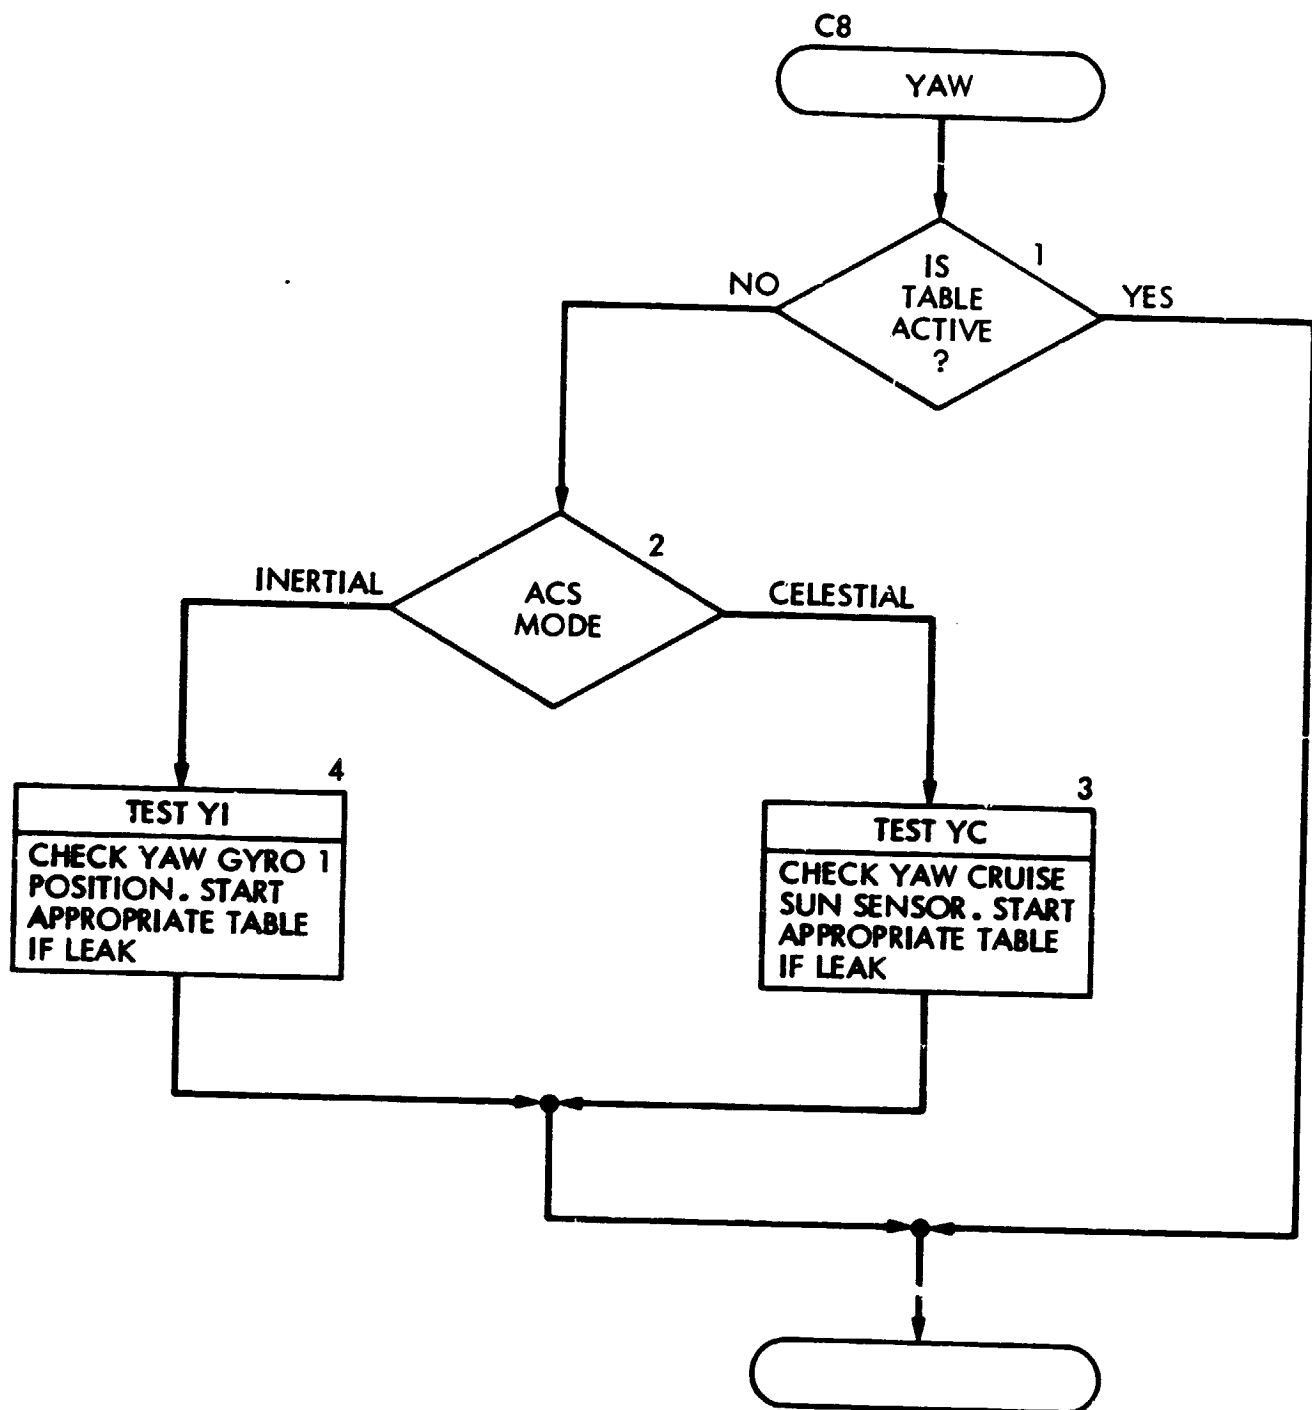 C8
YAW
1
IS
TABLE
ACTIVE
?
NO
YES
2
ACS
MODE
INERTIAL
CELESTIAL
4
TEST YI
CHECK YAW GYRO 1
POSITION. START
APPROPRIATE TABLE
IF LEAK
3
TEST YC
CHECK YAW CRUISE
SUN SENSOR. START
APPROPRIATE TABLE
IF LEAK